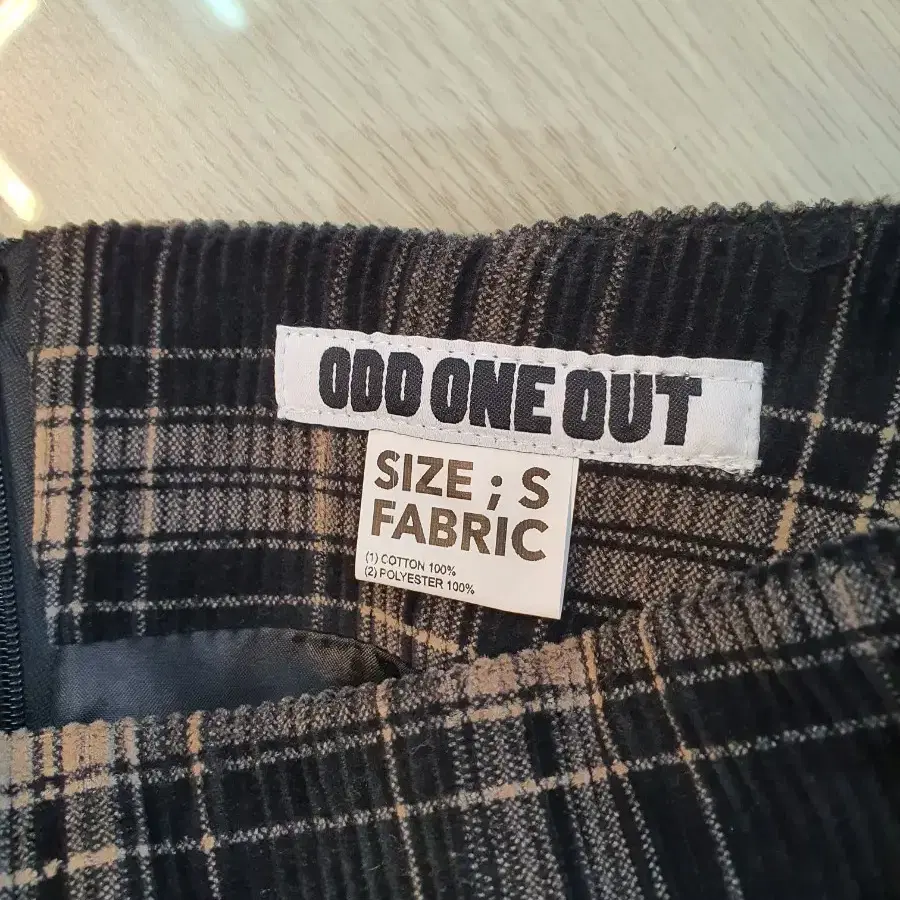 ODD ONE OUT
SIZE ; S
FABRIC
(1) COTTON 100%
(2) POLYESTER 100%